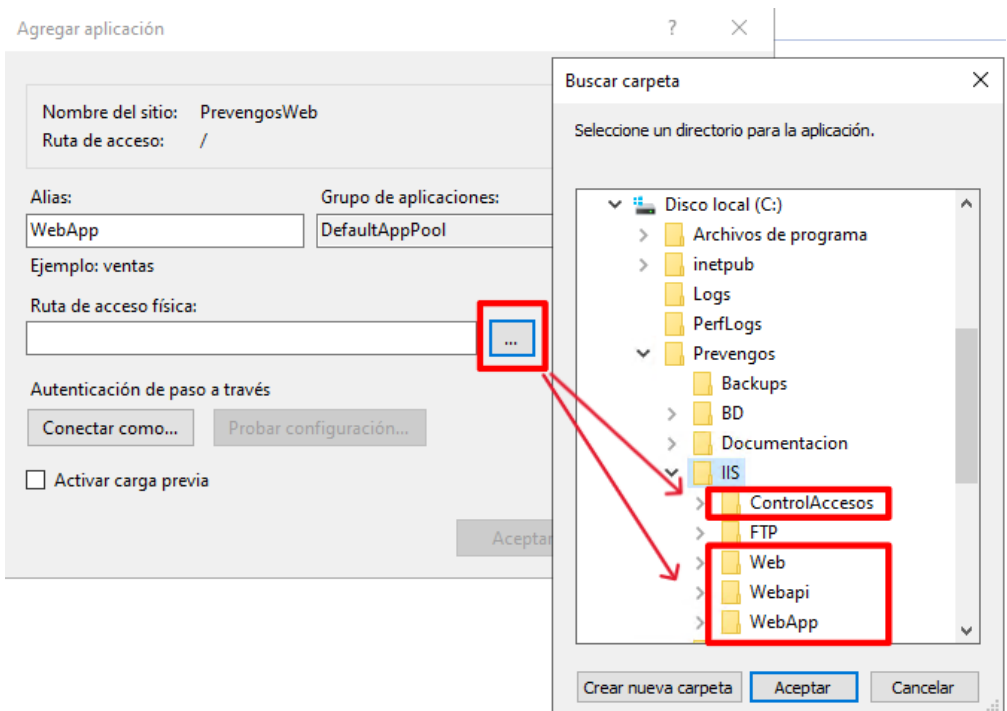 Agregar aplicación
?
Nombre del sitio: PrevengosWeb
Ruta de acceso: /
Alias:
Grupo de aplicaciones:
WebApp
DefaultAppPool
Ejemplo: ventas
Ruta de acceso física:
...
Autenticación de paso a través
Conectar como...
Probar configuración...
Activar carga previa
Aceptar
Buscar carpeta
Seleccione un directorio para la aplicación.
Disco local (C:)
Archivos de programa
inetpub
Logs
PerfLogs
Prevengos
Backups
BD
Documentacion
IIS
ControlAccesos
FTP
Web
Webapi
WebApp
Crear nueva carpeta
Aceptar
Cancelar